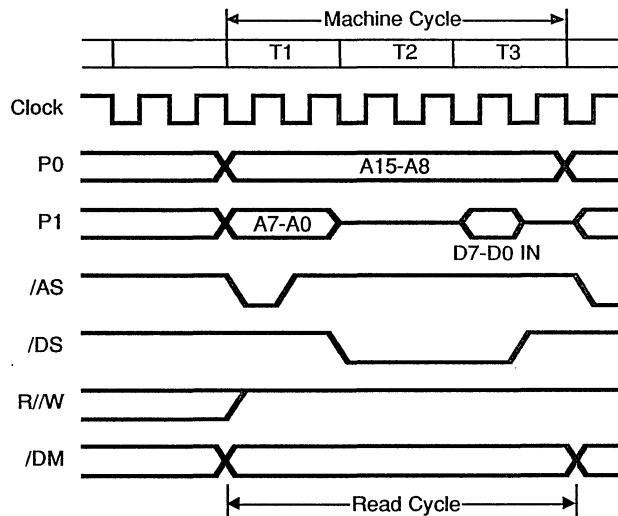 Machine Cycle
T1 T2 T3
Clock
P0 A15-A8
P1 A7-A0
D7-D0 IN
/AS
/DS
R//W
/DM
Read Cycle